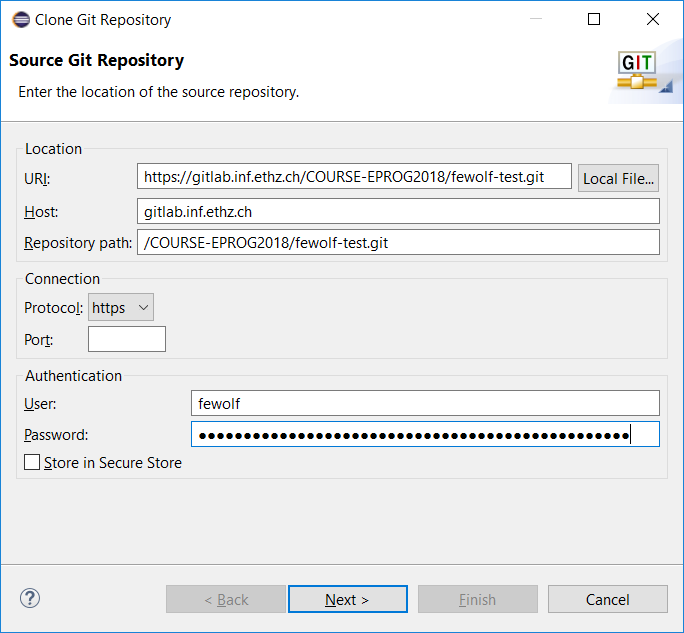 Clone Git Repository
Source Git Repository
Enter the location of the source repository.
GIT
Location
URI: https://gitlab.inf.ethz.ch/COURSE-EPROG2018/fewolf-test.git Local File...
Host: gitlab.inf.ethz.ch
Repository path: /COURSE-EPROG2018/fewolf-test.git
Connection
Protocol: https
Port:
Authentication
User: fewolf
Password: ●●●●●●●●●●●●●●●●●●●●●●●●●●●●●●●●●●●●●●●●●●●●●●●●
Store in Secure Store
? < Back Next > Finish Cancel